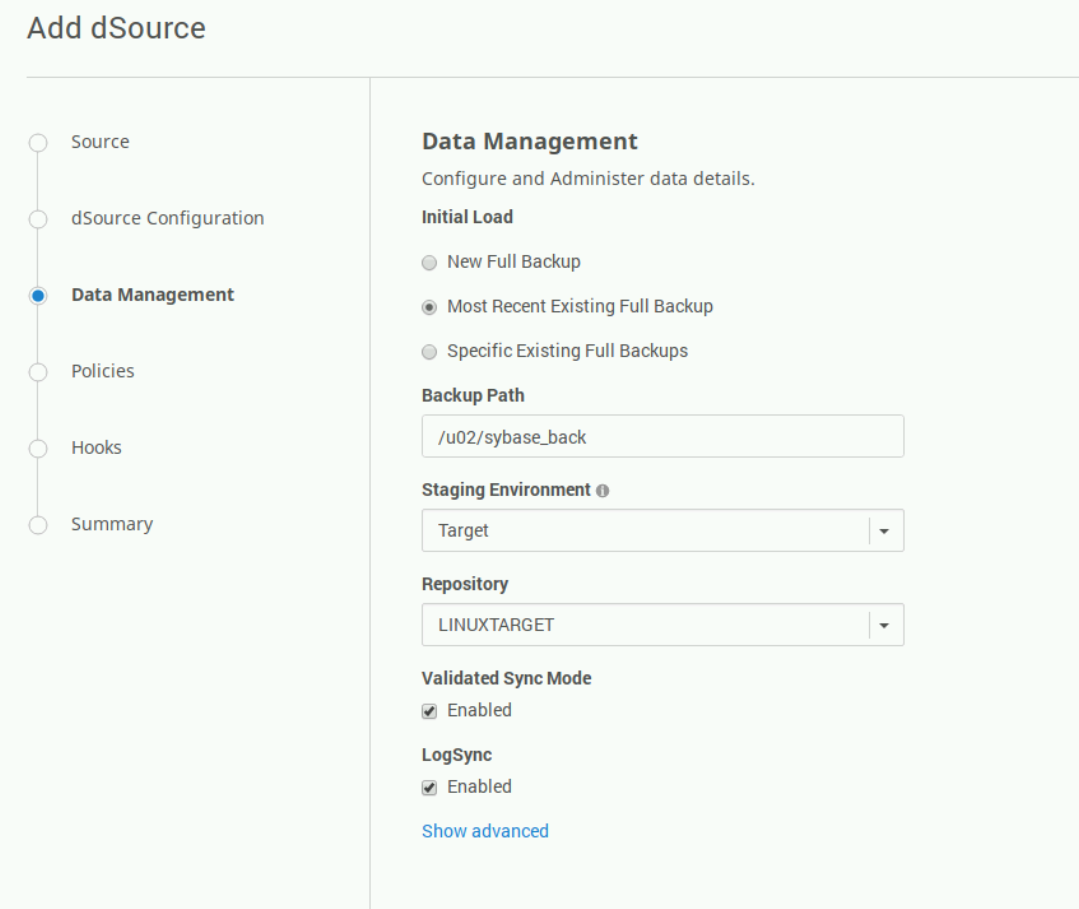 Add dSource
Source
dSource Configuration
Data Management
Policies
Hooks
Summary
Data Management
Configure and Administer data details.
Initial Load
New Full Backup
Most Recent Existing Full Backup
Specific Existing Full Backups
Backup Path
/u02/sybase_back
Staging Environment
Target
Repository
LINUXTARGET
Validated Sync Mode
Enabled
LogSync
Enabled
Show advanced